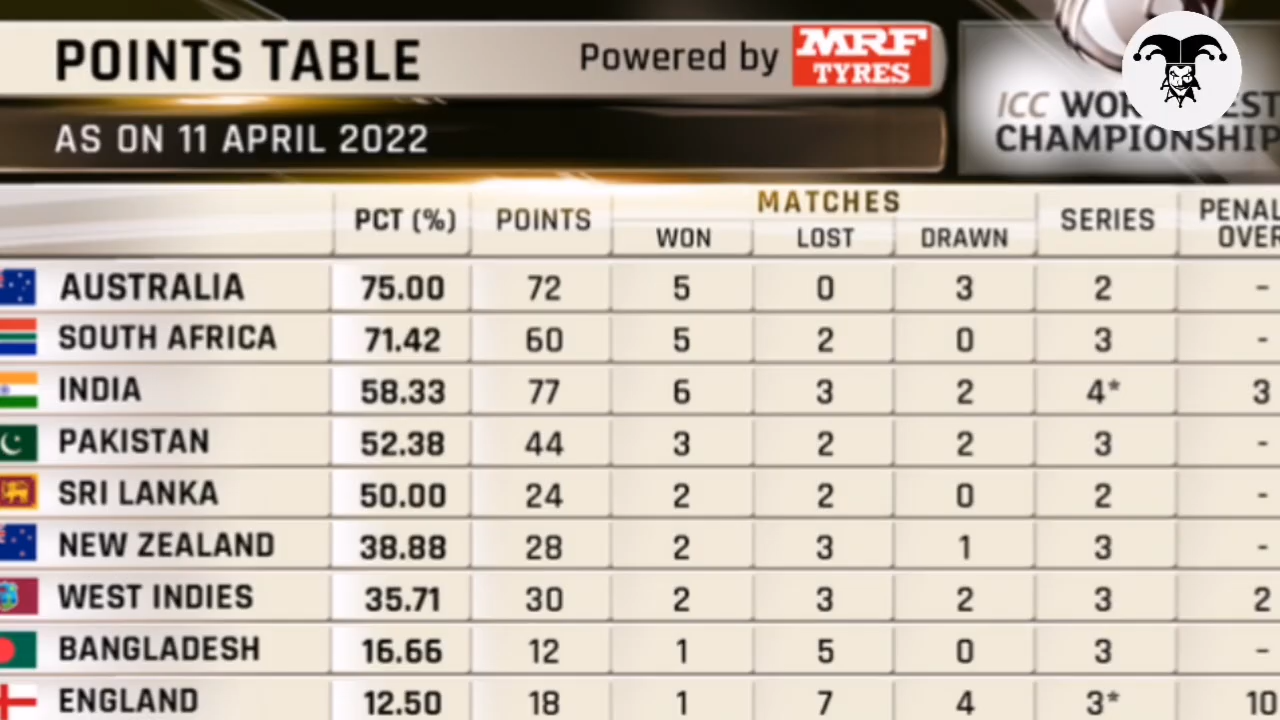 POINTS TABLE
Powered by MRF TYRES
AS ON 11 APRIL 2022
ICC
CHAMPIONSHIP
MATCHES
PCT (%) POINTS WON LOST DRAWN SERIES
AUSTRALIA 75.00 72 5 0 3 2 -
SOUTH AFRICA 71.42 60 5 2 0 3 -
INDIA 58.33 77 6 3 2 4* 3
PAKISTAN 52.38 44 3 2 2 3 -
SRI LANKA 50.00 24 2 2 0 2 -
NEW ZEALAND 38.88 28 2 3 1 3 -
WEST INDIES 35.71 30 2 3 2 3 2
BANGLADESH 16.66 12 1 5 0 3 -
ENGLAND 12.50 18 1 7 4 3* 10